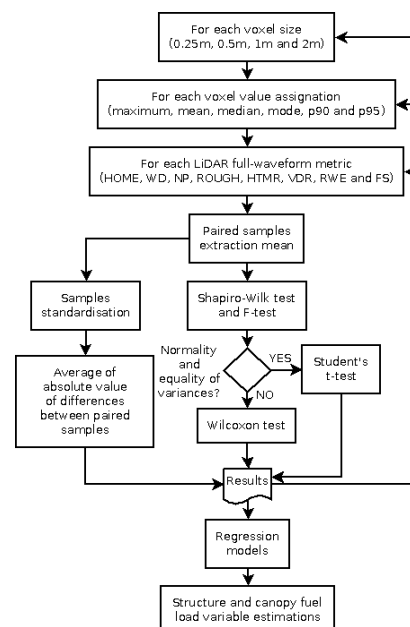 For each voxel size
(0.25m, 0.5m, 1m and 2m)
For each voxel value assignation
(maximum, mean, median, mode, p90 and p95)
For each LiDAR full-waveform metric
(HOME, WD, NP, ROUGH, HTMR, VDR, RWE and FS)
Paired samples
extraction mean
Samples
standardisation
Shapiro-Wilk test
and F-test
Normality
and
equality of
variances?
YES
NO
Student's
t-test
Average of
absolute value
of differences
between paired
samples
Wilcoxon test
Results
Regression
models
Structure and canopy fuel
load variable estimations